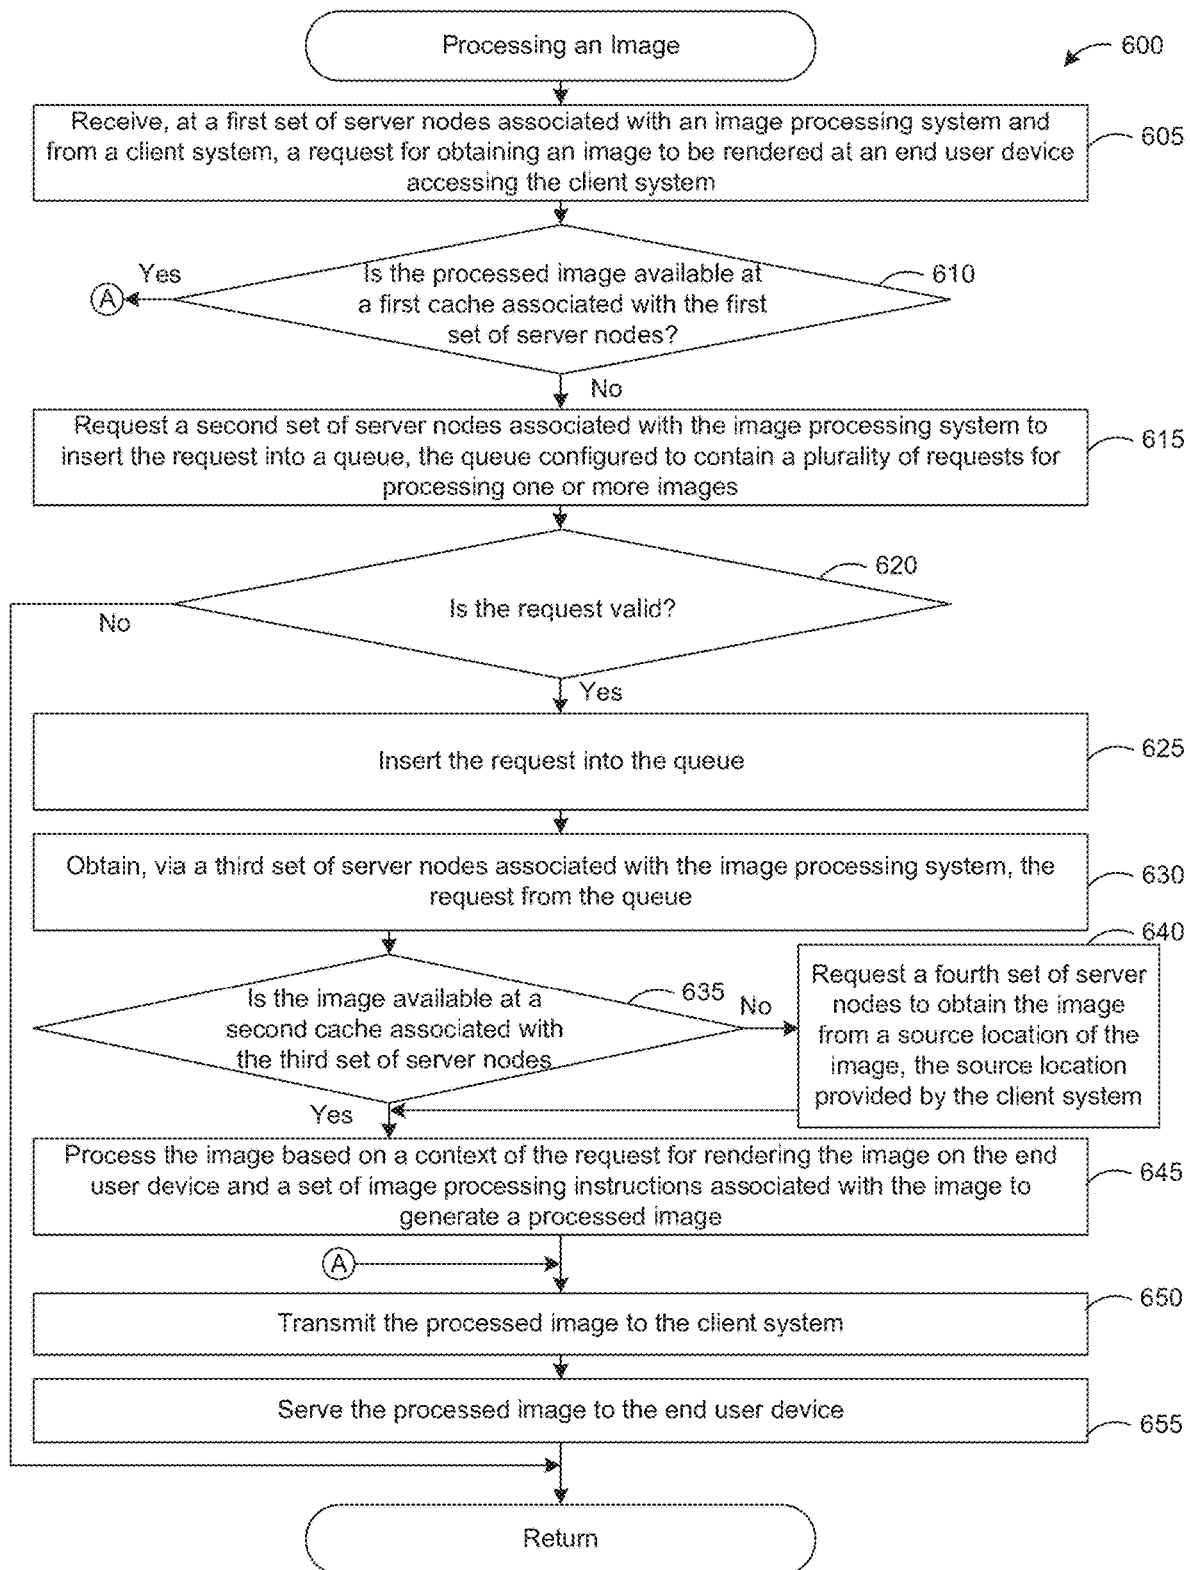 Processing an Image
600
Receive, at a first set of server nodes associated with an image processing system and
from a client system, a request for obtaining an image to be rendered at an end user device
accessing the client system
605
Yes
A
Is the processed image available at
a first cache associated with the first
set of server nodes?
610
No
Request a second set of server nodes associated with the image processing system to
insert the request into a queue, the queue configured to contain a plurality of requests for
processing one or more images
615
620
Is the request valid?
No
Yes
Insert the request into the queue
625
Obtain, via a third set of server nodes associated with the image processing system, the
request from the queue
630
640
Is the image available at a
second cache associated with
the third set of server nodes
635
No
Request a fourth set of server
nodes to obtain the image
from a source location of the
image, the source location
provided by the client system
Yes
Process the image based on a context of the request for rendering the image on the end
user device and a set of image processing instructions associated with the image to
generate a processed image
645
A
Transmit the processed image to the client system
650
Serve the processed image to the end user device
655
Return